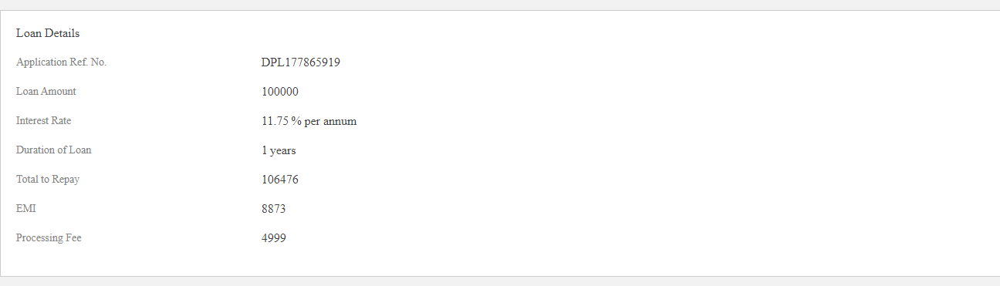 Loan Details
Application Ref. No. DPL177865919
Loan Amount 100000
Interest Rate 11.75 % per annum
Duration of Loan 1 years
Total to Repay 106476
EMI 8873
Processing Fee 4999